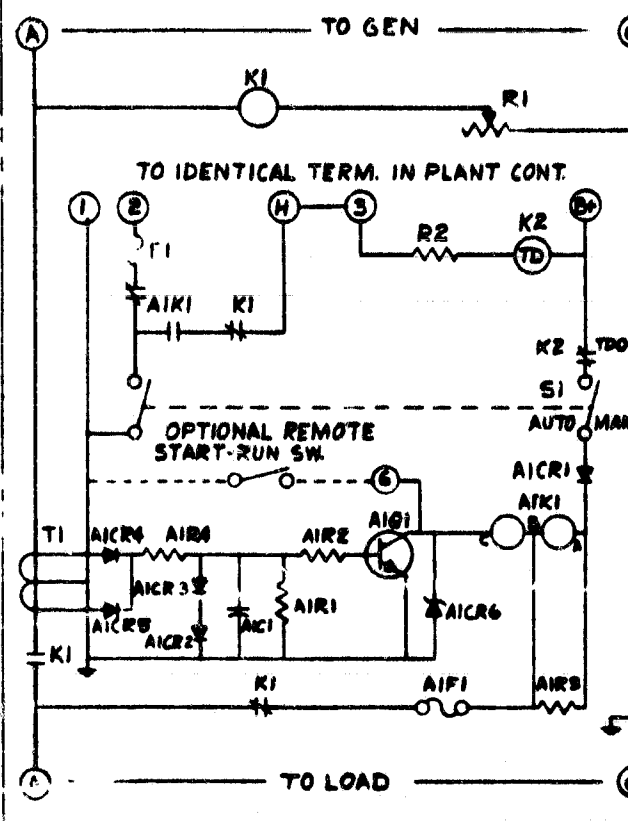 A TO GEN
K1
R1
TO IDENTICAL TERM. IN PLANT CONT.
1 2 H 3 B+
K2
R2 TD
A1K1 K1
K2 TDO
S1
AUTO MAN
OPTIONAL REMOTE
START-RUN SW.
6
A1CR1
A1K1
C B A
T1 A1CR4 A1R4 A1R2 A1Q1
A1CR3
A1R1
A1CR5 A1C1 A1CR6
A1CR2
K1
K1 A1F1 A1R3
TO LOAD